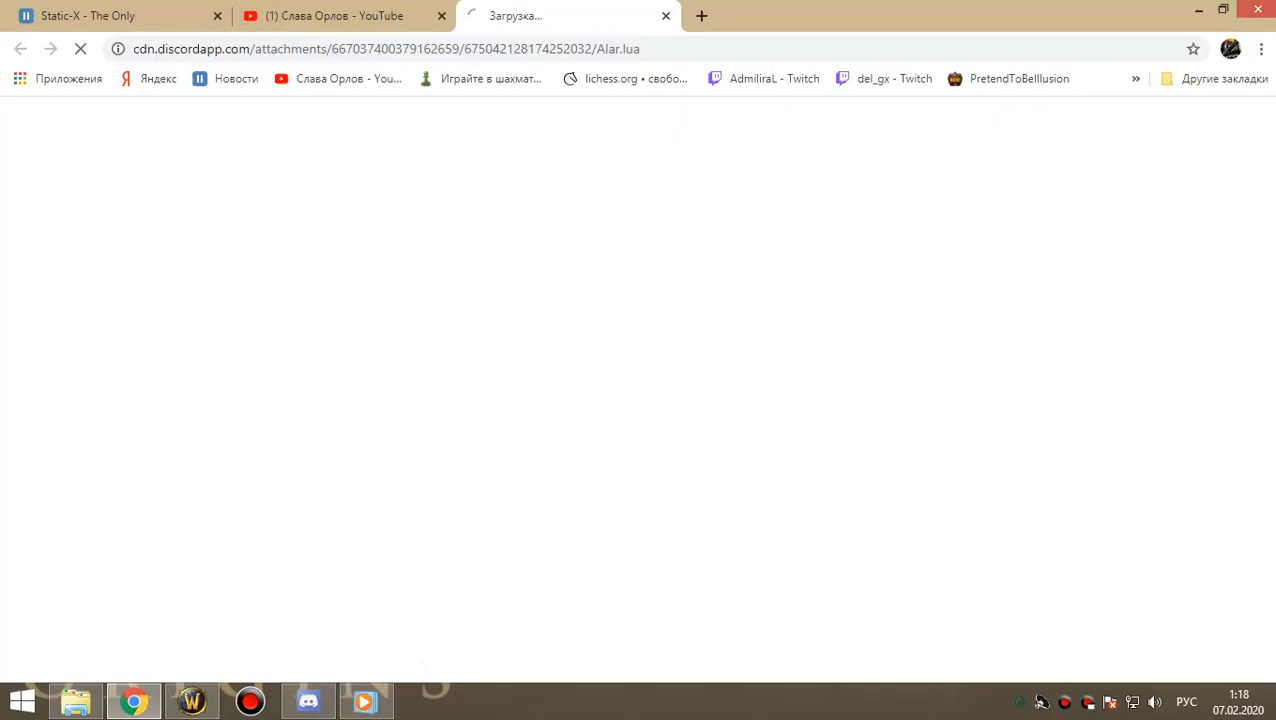 Static-X - The Only
(1) Слава Орлов - YouTube
Загрузка...
cdn.discordapp.com/attachments/667037400379162659/675042128174252032/Alar.lua
Приложения
Яндекс
Новости
Слава Орлов - You...
Играйте в шахмат...
lichess.org • свобо...
AdmiliraL - Twitch
del_gx - Twitch
PretendToBeIllusion
»
Другие закладки
РУС
1:18
07.02.2020